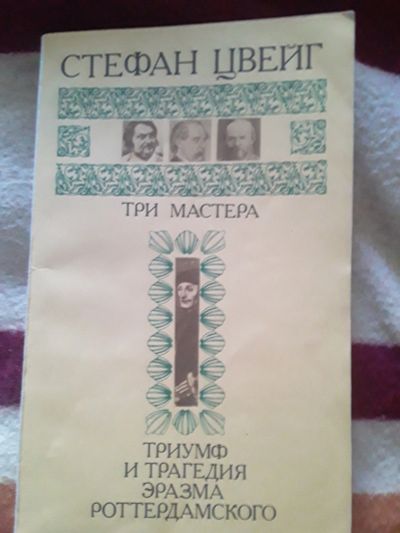 СТЕФАН ЦВЕЙГ
ТРИ МАСТЕРА
ТРИУМФ
И ТРАГЕДИЯ
ЭРАЗМА
РОТТЕРДАМСКОГО